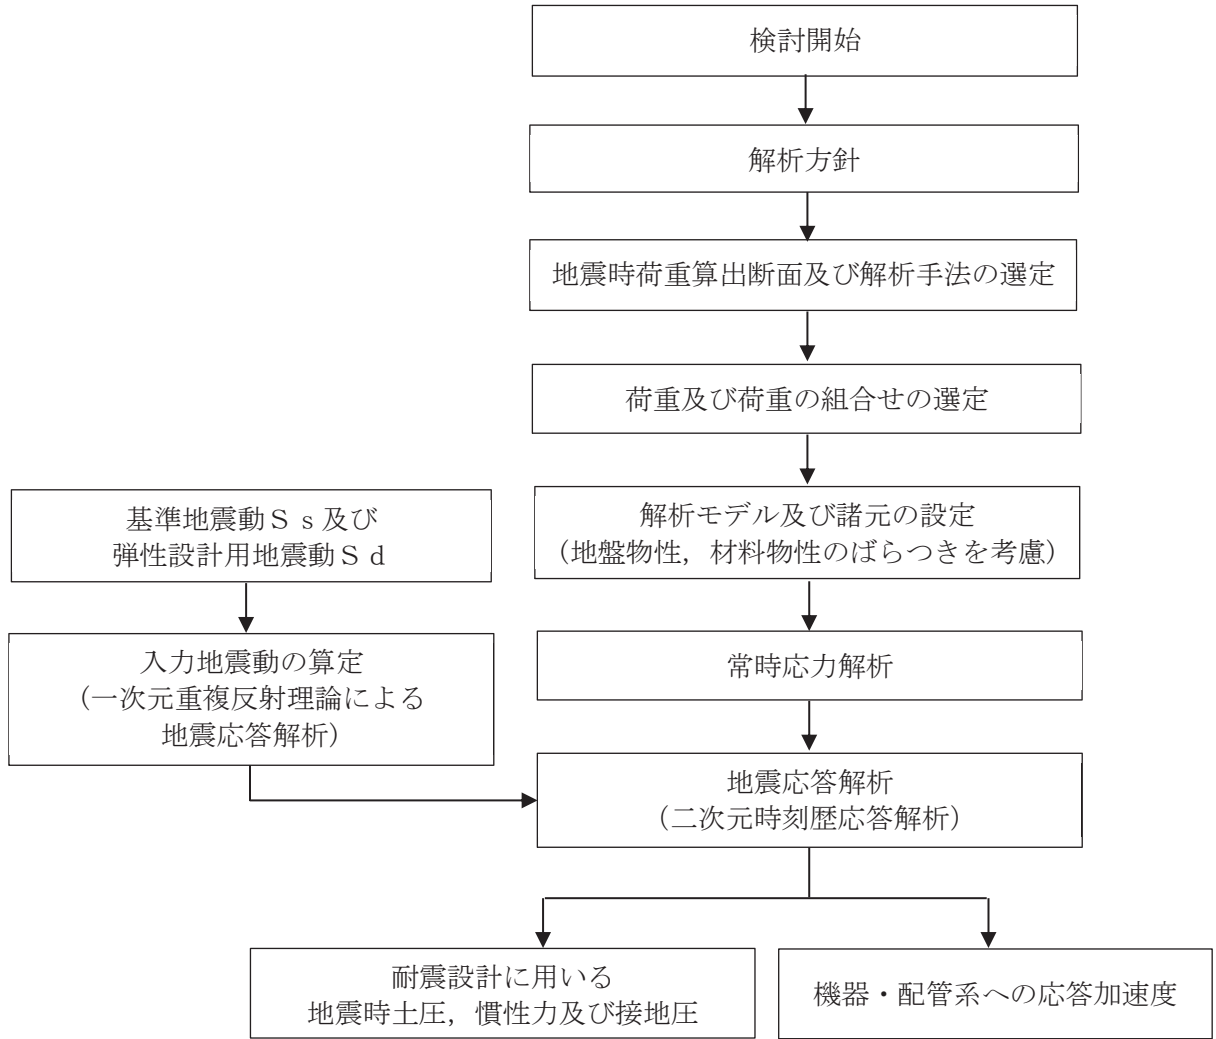 検討開始
解析方針
地震時荷重算出断面及び解析手法の選定
荷重及び荷重の組合せの選定
解析モデル及び諸元の設定
(地盤物性，材料物性のばらつきを考慮)
基準地震動Ｓｓ及び
弾性設計用地震動Ｓｄ
入力地震動の算定
(一次元重複反射理論による
地震応答解析)
常時応力解析
地震応答解析
(二次元時刻歴応答解析)
耐震設計に用いる
地震時土圧，慣性力及び接地圧
機器・配管系への応答加速度